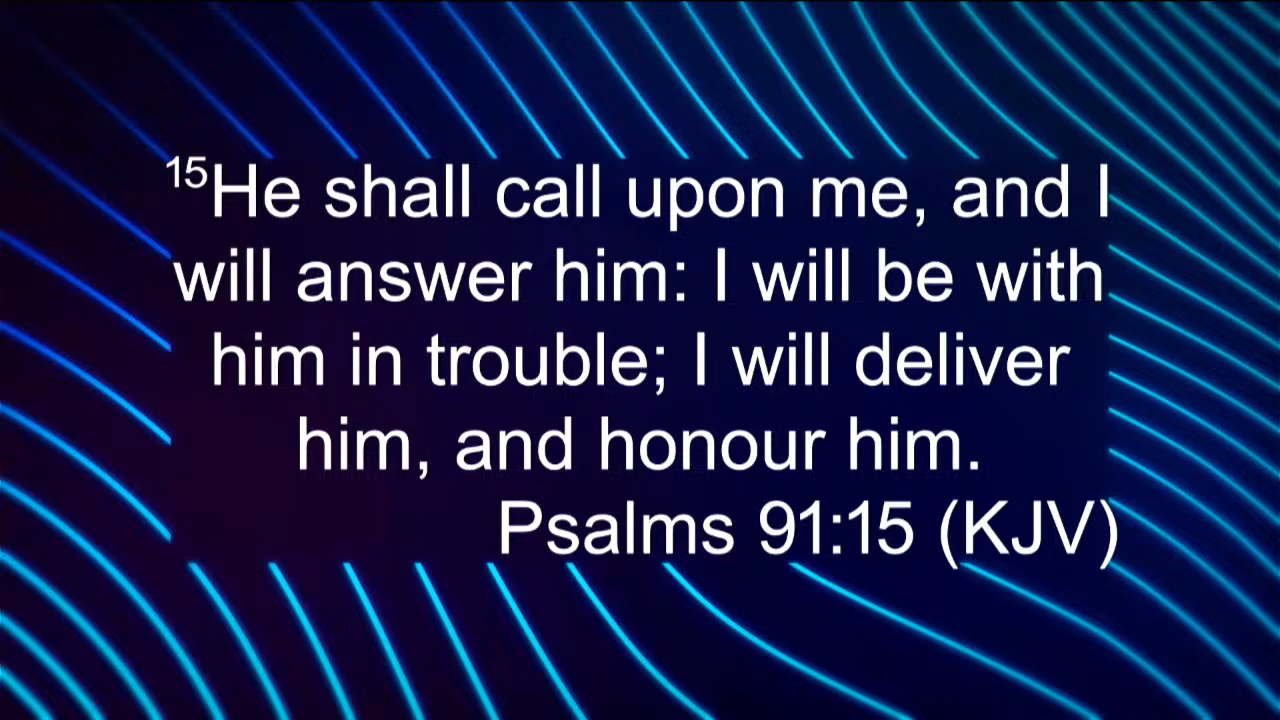 15He shall call upon me, and I
will answer him: I will be with
him in trouble; I will deliver
him, and honour him.
Psalms 91:15 (KJV)